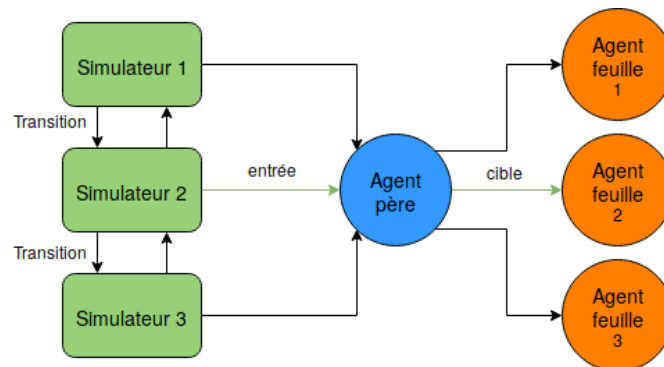 Simulateur 1
Agent
feuille
1
Transition
Simulateur 2
entrée
Agent
père
cible
Agent
feuille
2
Transition
Simulateur 3
Agent
feuille
3